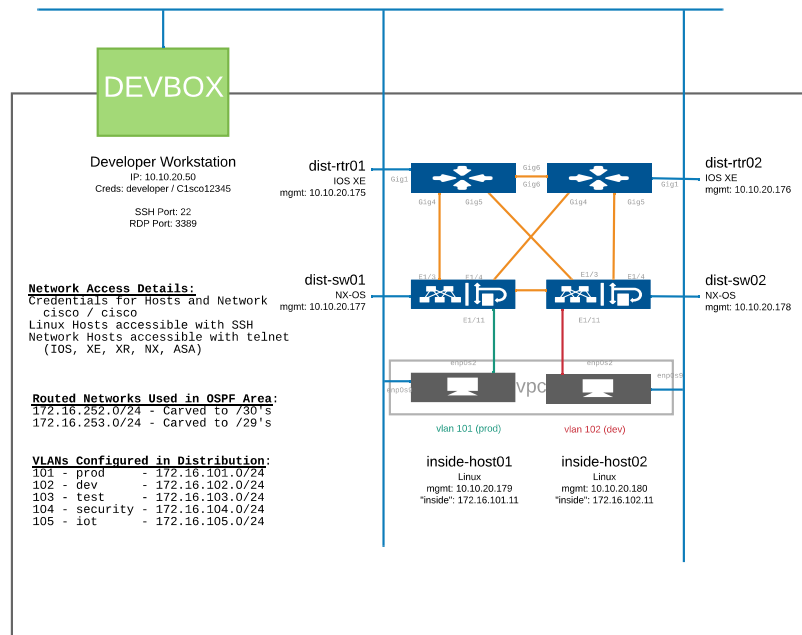 DEVBOX
Developer Workstation
IP: 10.10.20.50
Creds: developer / C1sco12345
SSH Port: 22
RDP Port: 3389
dist-rtr01
IOS XE
mgmt: 10.10.20.175
Gig1
Gig6
Gig6
Gig4
Gig5
Gig4
Gig5
Gig1
dist-rtr02
IOS XE
mgmt: 10.10.20.176
dist-sw01
NX-OS
mgmt: 10.10.20.177
E1/3
E1/4
E1/3
E1/4
E1/11
E1/11
dist-sw02
NX-OS
mgmt: 10.10.20.178
Network Access Details:
Credentials for Hosts and Network
cisco / cisco
Linux Hosts accessible with SSH
Network Hosts accessible with telnet
(IOS, XE, XR, NX, ASA)
enp0s2
enp0s2
vpc
vlan 101 (prod)
vlan 102 (dev)
Routed Networks Used in OSPF Area:
172.16.252.0/24 - Carved to /30's
172.16.253.0/24 - Carved to /29's
VLANs Configured in Distribution:
101 - prod - 172.16.101.0/24
102 - dev - 172.16.102.0/24
103 - test - 172.16.103.0/24
104 - security - 172.16.104.0/24
105 - iot - 172.16.105.0/24
inside-host01
Linux
mgmt: 10.10.20.179
"inside": 172.16.101.11
inside-host02
Linux
mgmt: 10.10.20.180
"inside": 172.16.102.11